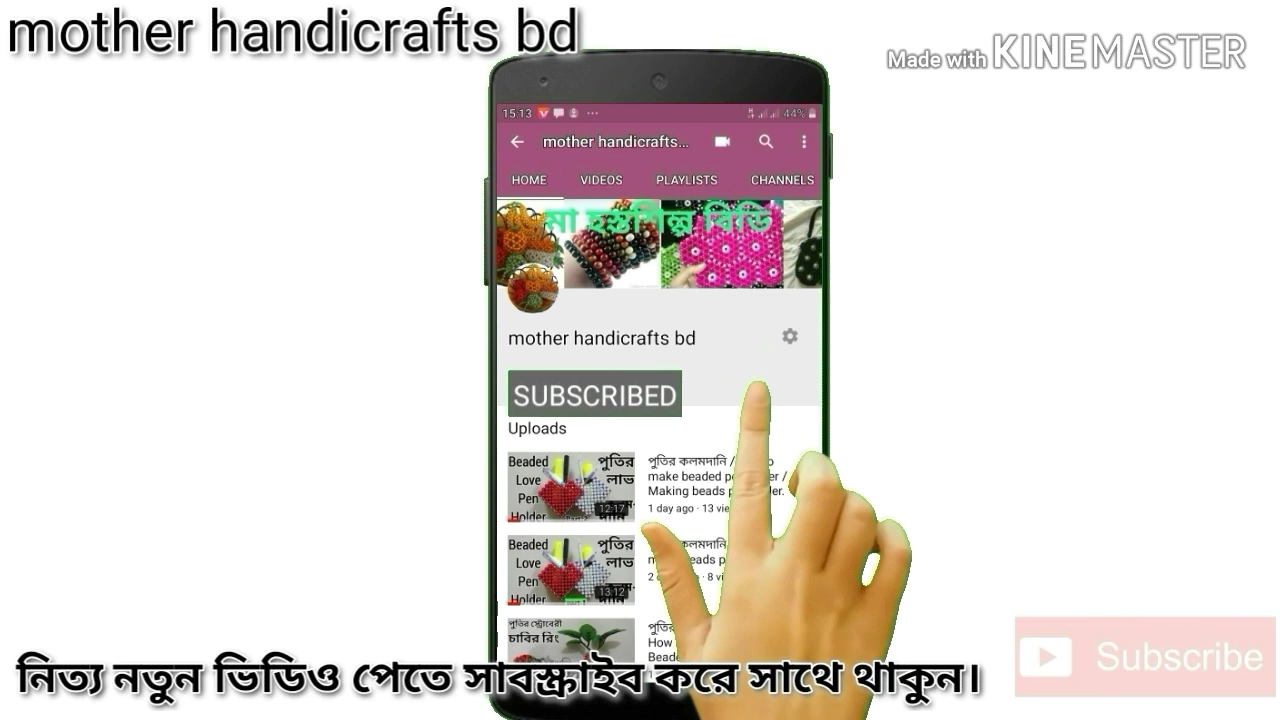 mother handicrafts bd
Made with KINEMASTER
15:13
44%
mother handicrafts...
HOME VIDEOS PLAYLISTS CHANNELS
মা হস্তশিল্প বিডি
mother handicrafts bd
SUBSCRIBED
Uploads
Beaded পুতির
Love লাভ
Pen
Holder
12:17
পুতির কলমদানি /
make beaded
Making beads
1 day ago · 13
Beaded পুতির
Love লাভ
Pen
Holder
13:12
পুতির স্ট্রোবেরী
চাবির রিং
How
নিত্য নতুন ভিডিও পেতে সাবস্ক্রাইব করে সাথে থাকুন।
Subscribe